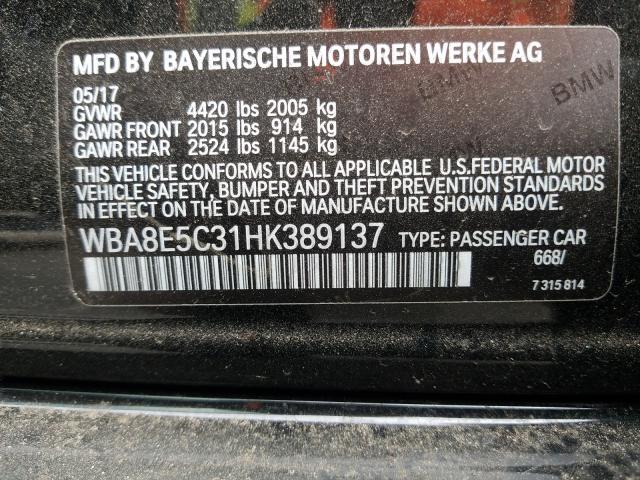 MFD BY BAYERISCHE MOTOREN WERKE AG
05/17
GVWR 4420 lbs 2005 kg
GAWR FRONT 2015 lbs 914 kg
GAWR REAR 2524 lbs 1145 kg
THIS VEHICLE CONFORMS TO ALL APPLICABLE U.S.FEDERAL MOTOR
VEHICLE SAFETY, BUMPER AND THEFT PREVENTION STANDARDS
IN EFFECT ON THE DATE OF MANUFACTURE SHOWN ABOVE.
WBA8E5C31HK389137 TYPE: PASSENGER CAR
668/
7 315 814
BMW
BMW
BMW